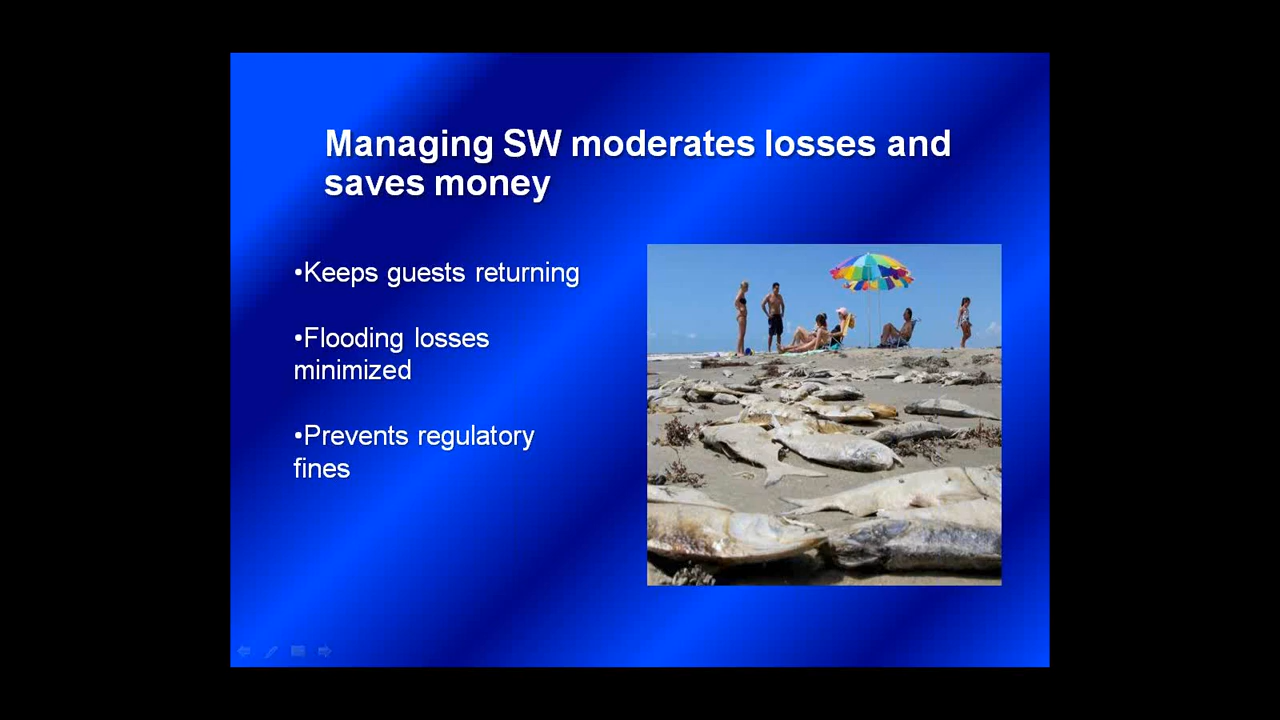 Managing SW moderates losses and
saves money
•Keeps guests returning
•Flooding losses
minimized
•Prevents regulatory
fines